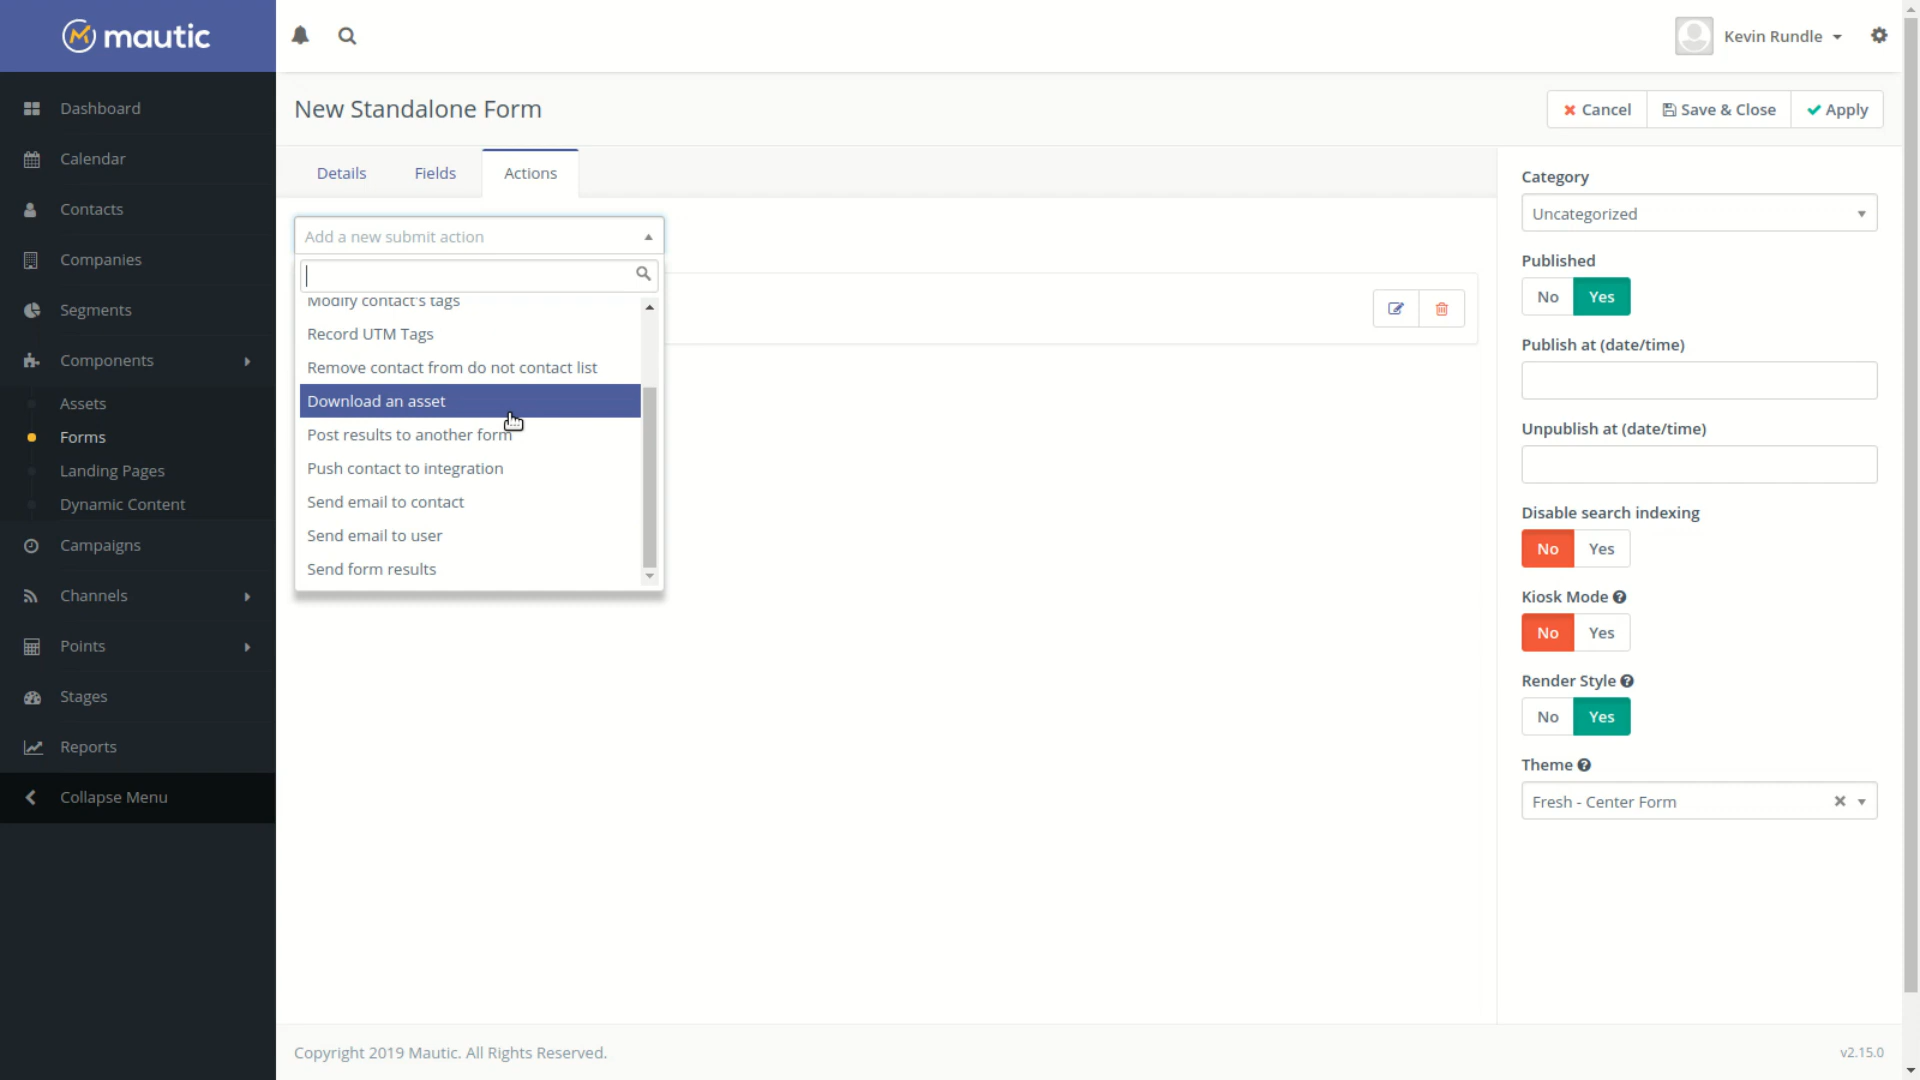 mautic
Kevin Rundle
Dashboard
Calendar
Contacts
Companies
Segments
Components
Assets
Forms
Landing Pages
Dynamic Content
Campaigns
Channels
Points
Stages
Reports
Collapse Menu
New Standalone Form
Cancel
Save & Close
Apply
Details
Fields
Actions
Add a new submit action
Modify contact's tags
Record UTM Tags
Remove contact from do not contact list
Download an asset
Post results to another form
Push contact to integration
Send email to contact
Send email to user
Send form results
Category
Uncategorized
Published
No Yes
Publish at (date/time)
Unpublish at (date/time)
Disable search indexing
No Yes
Kiosk Mode
No Yes
Render Style
No Yes
Theme
Fresh - Center Form
Copyright 2019 Mautic. All Rights Reserved.
v2.15.0